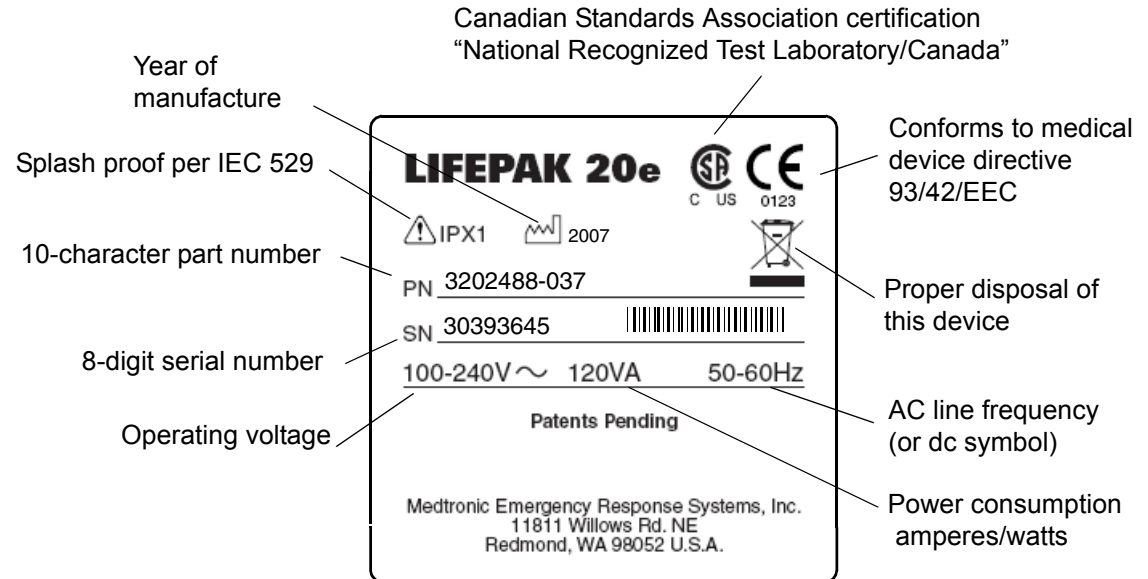 Canadian Standards Association certification
“National Recognized Test Laboratory/Canada”
Year of
manufacture
Splash proof per IEC 529
10-character part number
8-digit serial number
Operating voltage
LIFEPAK 20e
SA
C US
CE
0123
IPX1
2007
PN 3202488-037
SN 30393645
100-240V~ 120VA 50-60Hz
Patents Pending
Medtronic Emergency Response Systems, Inc.
11811 Willows Rd. NE
Redmond, WA 98052 U.S.A.
Conforms to medical
device directive
93/42/EEC
Proper disposal of
this device
AC line frequency
(or dc symbol)
Power consumption
amperes/watts